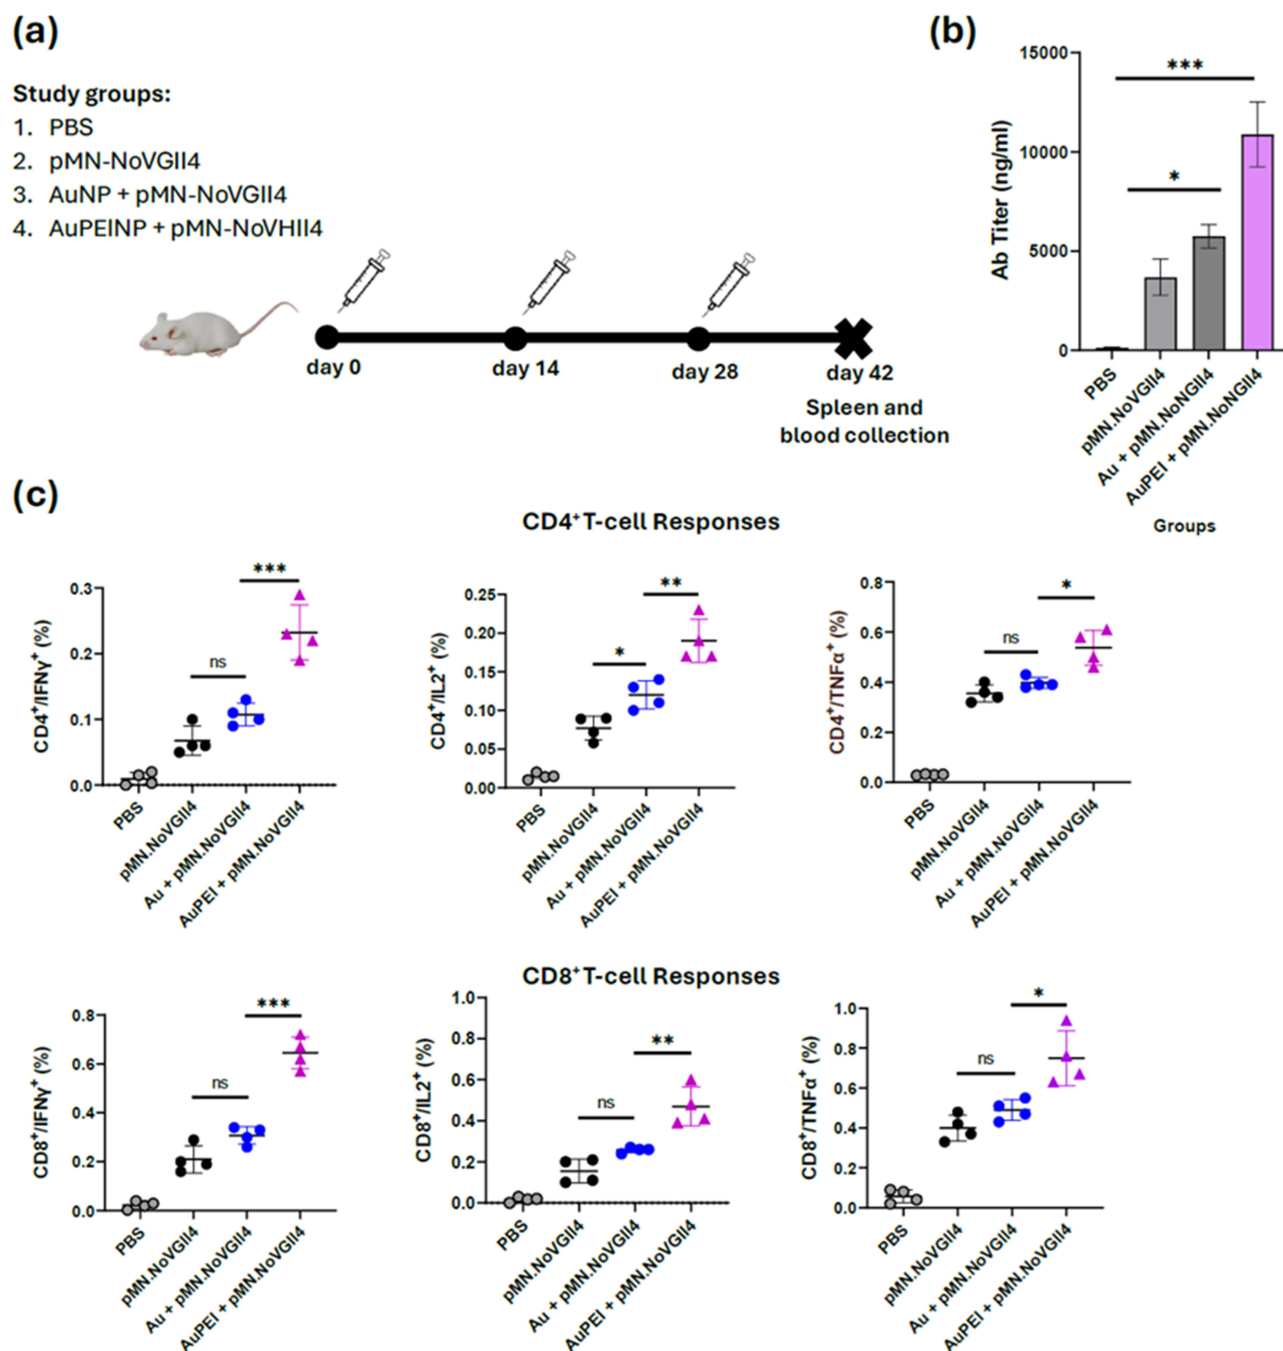 (a)
Study groups:
1. PBS
2. pMN-NoVGII4
3. AuNP + pMN-NoVGII4
4. AuPEINP + pMN-NoVHII4
day 0
day 14
day 28
day 42
Spleen and
blood collection
(b)
Ab Titer (ng/ml)
15000
10000
5000
0
***
*
PBS
pMN.NoVGII4
Au + pMN.NoNGII4
AuPEI + pMN.NoNGII4
Groups
(c)
CD4⁺ T-cell Responses
CD4⁺/IFNγ⁺ (%)
0.3
0.2
0.1
0.0
ns
***
PBS
pMN.NoVGII4
Au + pMN.NoVGII4
AuPEI + pMN.NoVGII4
CD4⁺/IL2⁺ (%)
0.25
0.20
0.15
0.10
0.05
0.00
*
**
PBS
pMN.NoVGII4
Au + pMN.NoVGII4
AuPEI + pMN.NoVGII4
CD4⁺/TNFα⁺ (%)
0.8
0.6
0.4
0.2
0.0
ns
*
PBS
pMN.NoVGII4
Au + pMN.NoVGII4
AuPEI + pMN.NoVGII4
CD8⁺ T-cell Responses
CD8⁺/IFNγ⁺ (%)
0.8
0.6
0.4
0.2
0.0
ns
***
PBS
pMN.NoVGII4
Au + pMN.NoVGII4
AuPEI + pMN.NoVGII4
CD8⁺/IL2⁺ (%)
1.0
0.8
0.6
0.4
0.2
0.0
ns
**
PBS
pMN.NoVGII4
Au + pMN.NoVGII4
AuPEI + pMN.NoVGII4
CD8⁺/TNFα⁺ (%)
1.0
0.8
0.6
0.4
0.2
0.0
ns
*
PBS
pMN.NoVGII4
Au + pMN.NoVGII4
AuPEI + pMN.NoVGII4